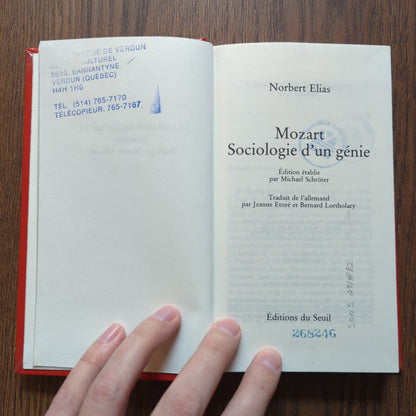 QUE DE VERDUN
CULTUREL
5955, BANNANTYNE
VERDUN (QUÉBEC)
H4H 1R6
TÉL. (514) 765-7170
TÉLÉCOPIEUR: 765-7167
Norbert Elias
Mozart
Sociologie d'un génie
Édition établie
par Michael Schröter
Traduit de l'allemand
par Jeanne Etoré et Bernard Lortholary
Éditions du Seuil
268246